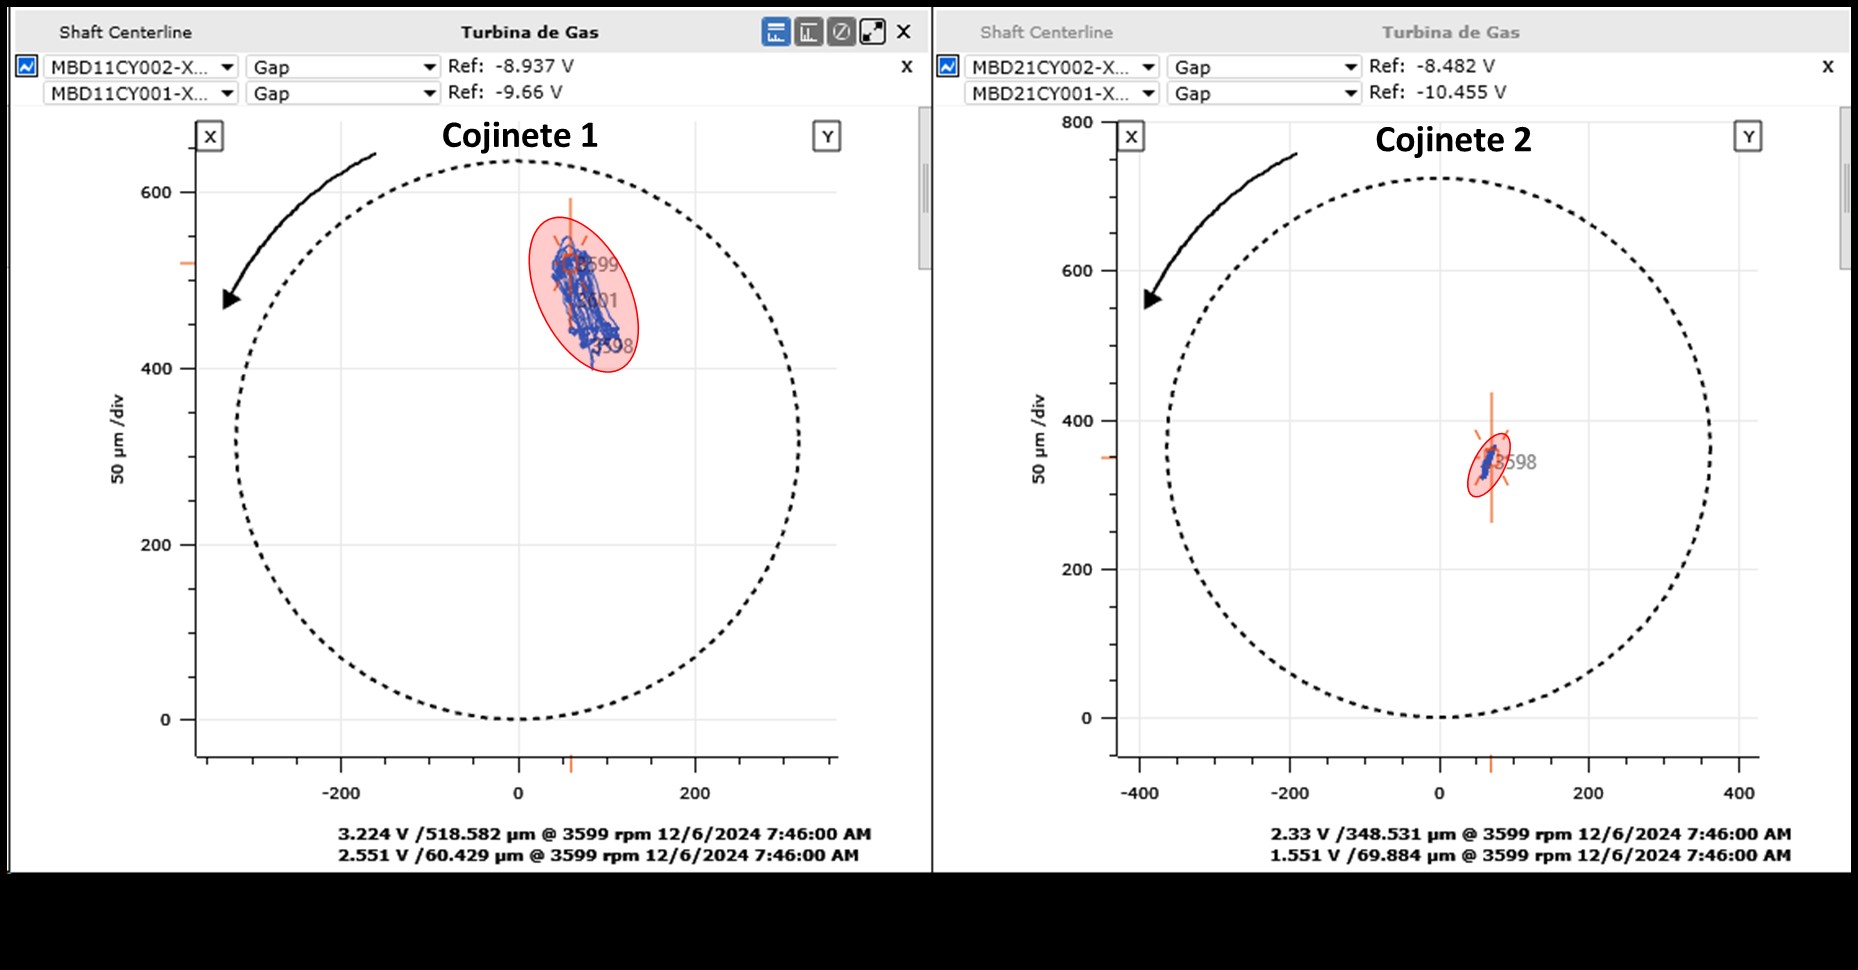 Shaft Centerline Turbina de Gas X
MBD11CY002-X... Gap Ref: -8.937 V X
MBD11CY001-X... Gap Ref: -9.66 V
X Cojinete 1 Y
600
400
200
0
50 µm /div
3599
3601
3598
-200 0 200
3.224 V /518.582 µm @ 3599 rpm 12/6/2024 7:46:00 AM
2.551 V /60.429 µm @ 3599 rpm 12/6/2024 7:46:00 AM
Shaft Centerline Turbina de Gas
MBD21CY002-X... Gap Ref: -8.482 V X
MBD21CY001-X... Gap Ref: -10.455 V
800
X Cojinete 2 Y
600
400
200
0
50 µm /div
3598
-400 -200 0 200 400
2.33 V /348.531 µm @ 3599 rpm 12/6/2024 7:46:00 AM
1.551 V /69.884 µm @ 3599 rpm 12/6/2024 7:46:00 AM